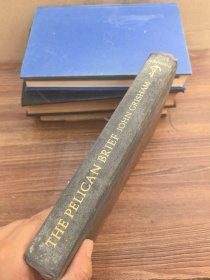 THE PELICAN BRIEF JOHN GRISHAM